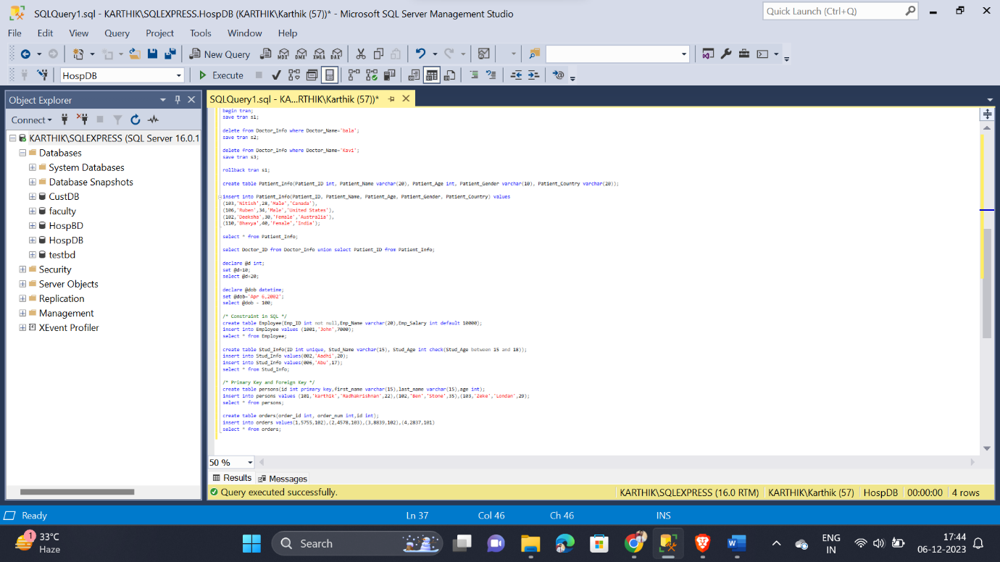 SQLQuery1.sql - KARTHIK\SQLEXPRESS.HospDB (KARTHIK\Karthik (57))* - Microsoft SQL Server Management Studio
Quick Launch (Ctrl+Q)
File Edit View Query Project Tools Window Help
New Query
MDX DMX XMLA DAX
HospDB
Execute
Object Explorer
Connect
KARTHIK\SQLEXPRESS (SQL Server 16.0.1
Databases
System Databases
Database Snapshots
CustDB
faculty
HospBD
HospDB
testbd
Security
Server Objects
Replication
Management
XEvent Profiler
SQLQuery1.sql - KA...RTHIK\Karthik (57))*
begin tran;
save tran s1;
delete from Doctor_Info where Doctor_Name='bala';
save tran s2;
delete from Doctor_Info where Doctor_Name='Kavi';
save tran s3;
rollback tran s1;
create table Patient_Info(Patient_ID int, Patient_Name varchar(20), Patient_Age int, Patient_Gender varchar(10), Patient_Country varchar(20));
insert into Patient_Info(Patient_ID, Patient_Name, Patient_Age, Patient_Gender, Patient_Country) values
(103,'Nitish',28,'Male','Canada'),
(106,'Ruben',34,'Male','United States'),
(102,'Deeksha',30,'Female','Australia'),
(110,'Bhavya',40,'Female','India');
select * from Patient_Info;
select Doctor_ID from Doctor_Info union select Patient_ID from Patient_Info;
declare @d int;
set @d=10;
select @d=20;
declare @dob datetime;
set @dob='Apr 6,2002';
select @dob - 100;
/* Constraint in SQL */
create table Employee(Emp_ID int not null,Emp_Name varchar(20),Emp_Salary int default 10000);
insert into Employee values (1001,'John',7000);
select * from Employee;
create table Stud_Info(ID int unique, Stud_Name varchar(15), Stud_Age int check(Stud_Age between 15 and 18));
insert into Stud_Info values(002,'Aadhi',20);
insert into Stud_Info values(006,'Abu',17);
select * from Stud_Info;
/* Primary Key and Foreign Key */
create table persons(id int primary key,first_name varchar(15),last_name varchar(15),age int);
insert into persons values (101,'karthik','Radhakrishnan',22),(102,'Ben','Stone',35),(103,'Zeke','Londan',29);
select * from persons;
create table orders(order_id int, order_num int,id int);
insert into orders values(1,5755,102),(2,4578,103),(3,8839,102),(4,2837,101)
select * from orders;
50 %
Results Messages
Query executed successfully.
KARTHIK\SQLEXPRESS (16.0 RTM) KARTHIK\Karthik (57) HospDB 00:00:00 4 rows
Ready Ln 37 Col 46 Ch 46 INS
1
33°C
Haze
Search
W
ENG
IN
17:44
06-12-2023